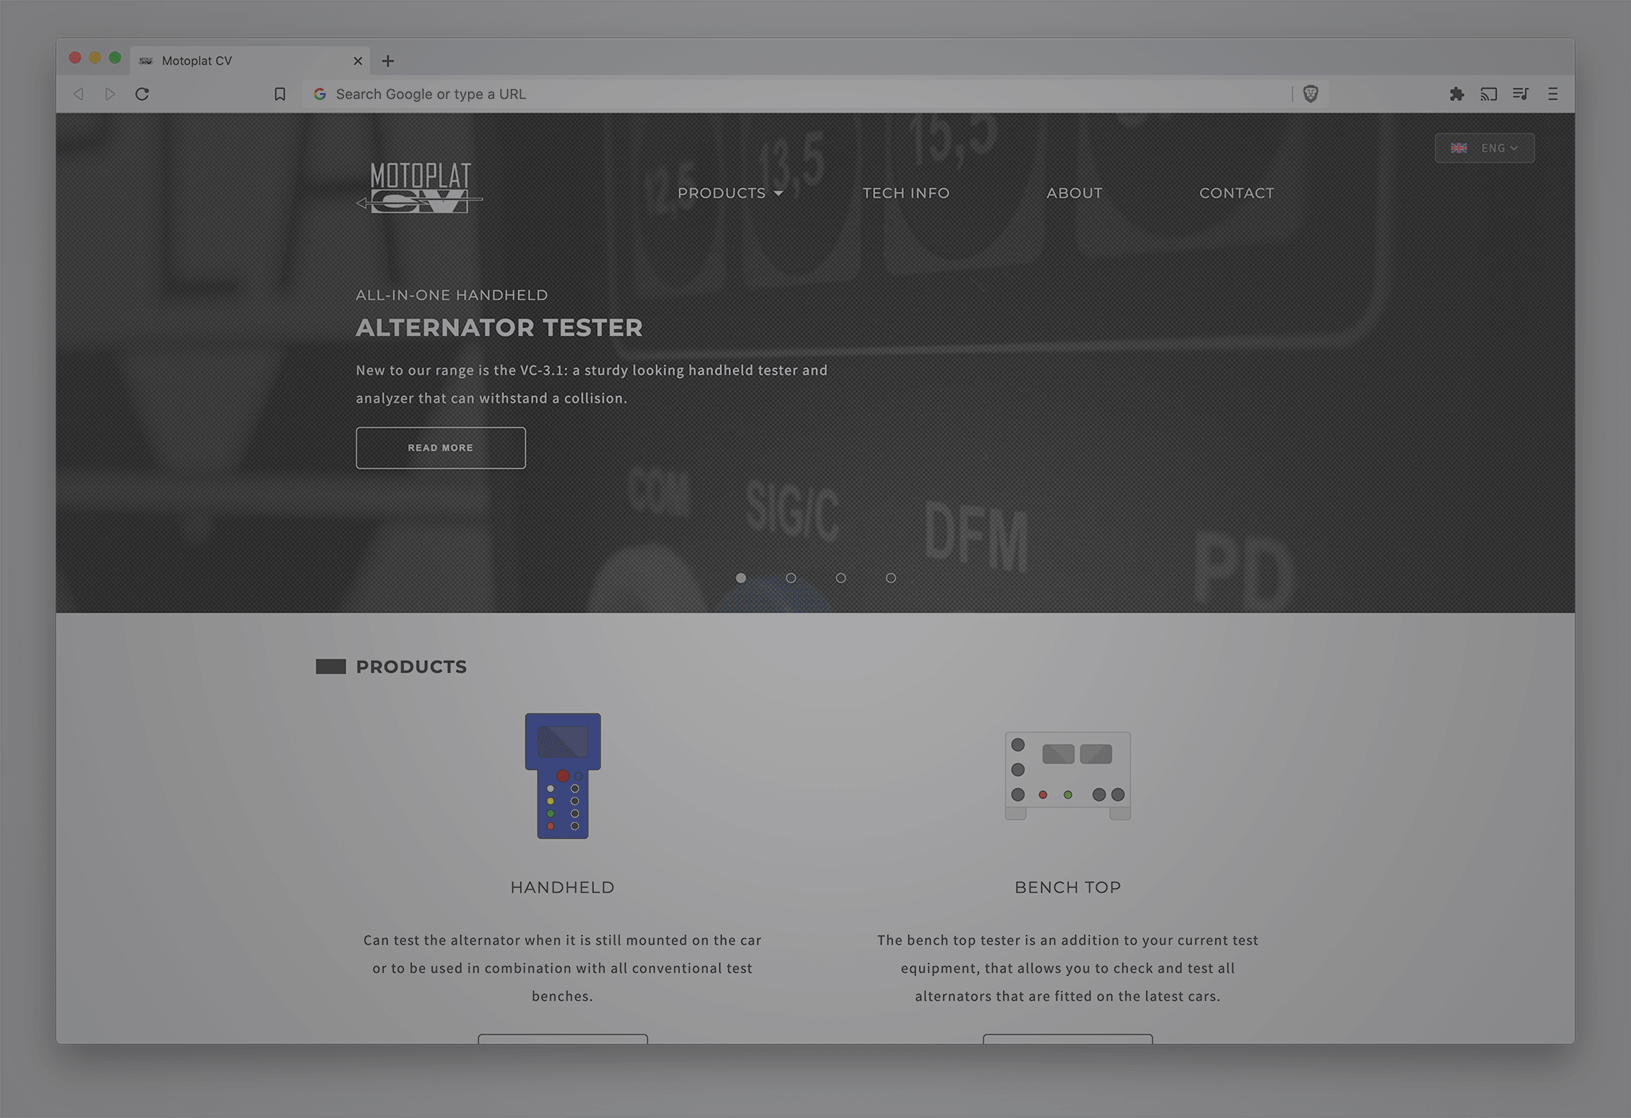 Motoplat CV
Search Google or type a URL
ENG
MOTOPLAT
CV
PRODUCTS
TECH INFO
ABOUT
CONTACT
12,5
13,5
15,5
ALL-IN-ONE HANDHELD
ALTERNATOR TESTER
New to our range is the VC-3.1: a sturdy looking handheld tester and
analyzer that can withstand a collision.
READ MORE
COM
SIG/C
DFM
PD
PRODUCTS
HANDHELD
Can test the alternator when it is still mounted on the car
or to be used in combination with all conventional test
benches.
BENCH TOP
The bench top tester is an addition to your current test
equipment, that allows you to check and test all
alternators that are fitted on the latest cars.